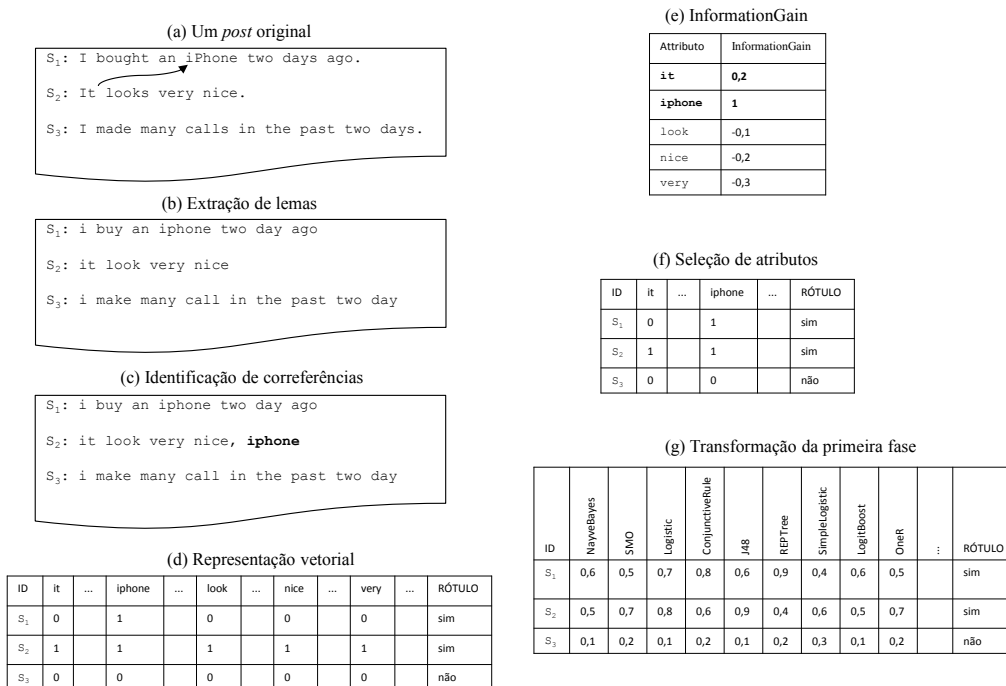 (a) Um post original
S1: I bought an iPhone two days ago.
S2: It looks very nice.
S3: I made many calls in the past two days.
(b) Extração de lemas
S1: i buy an iphone two day ago
S2: it look very nice
S3: i make many call in the past two day
(c) Identificação de correferências
S1: i buy an iphone two day ago
S2: it look very nice, iphone
S3: i make many call in the past two day
(d) Representação vetorial
ID it ... iphone ... look ... nice ... very ... RÓTULO
S1 0 1 0 0 0 sim
S2 1 1 1 1 1 sim
S3 0 0 0 0 0 não
(e) InformationGain
Attributo InformationGain
it 0,2
iphone 1
look -0,1
nice -0,2
very -0,3
(f) Seleção de atributos
ID it ... iphone ... RÓTULO
S1 0 1 sim
S2 1 1 sim
S3 0 0 não
(g) Transformação da primeira fase
ID NayveBayes SMO Logistic ConjunctiveRule J48 REPTree SimpleLogistic LogitBoost OneR ... RÓTULO
S1 0,6 0,5 0,7 0,8 0,6 0,9 0,4 0,6 0,5 sim
S2 0,5 0,7 0,8 0,6 0,9 0,4 0,6 0,5 0,7 sim
S3 0,1 0,2 0,1 0,2 0,1 0,2 0,3 0,1 0,2 não